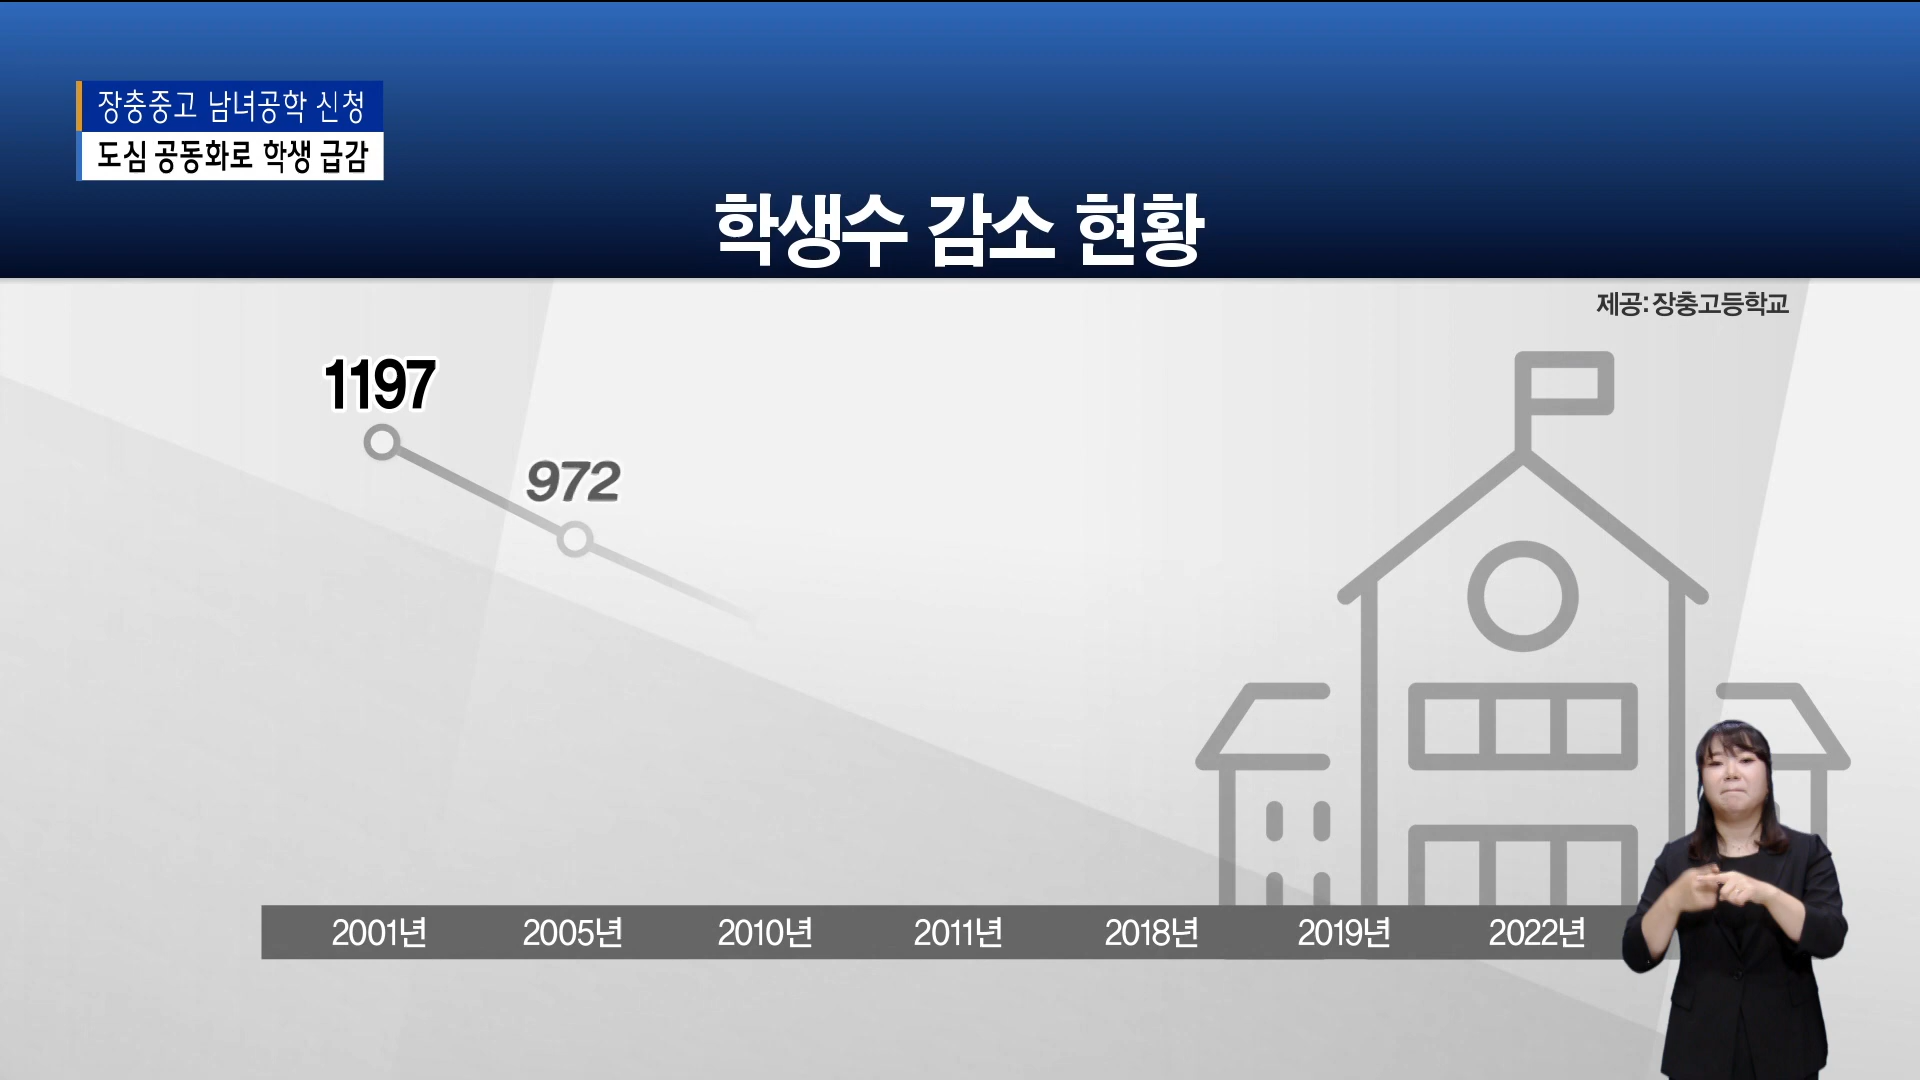 장충중고 남녀공학 신청
도심 공동화로 학생 급감
학생수 감소 현황
제공: 장충고등학교
1197
972
2001년 2005년 2010년 2011년 2018년 2019년 2022년